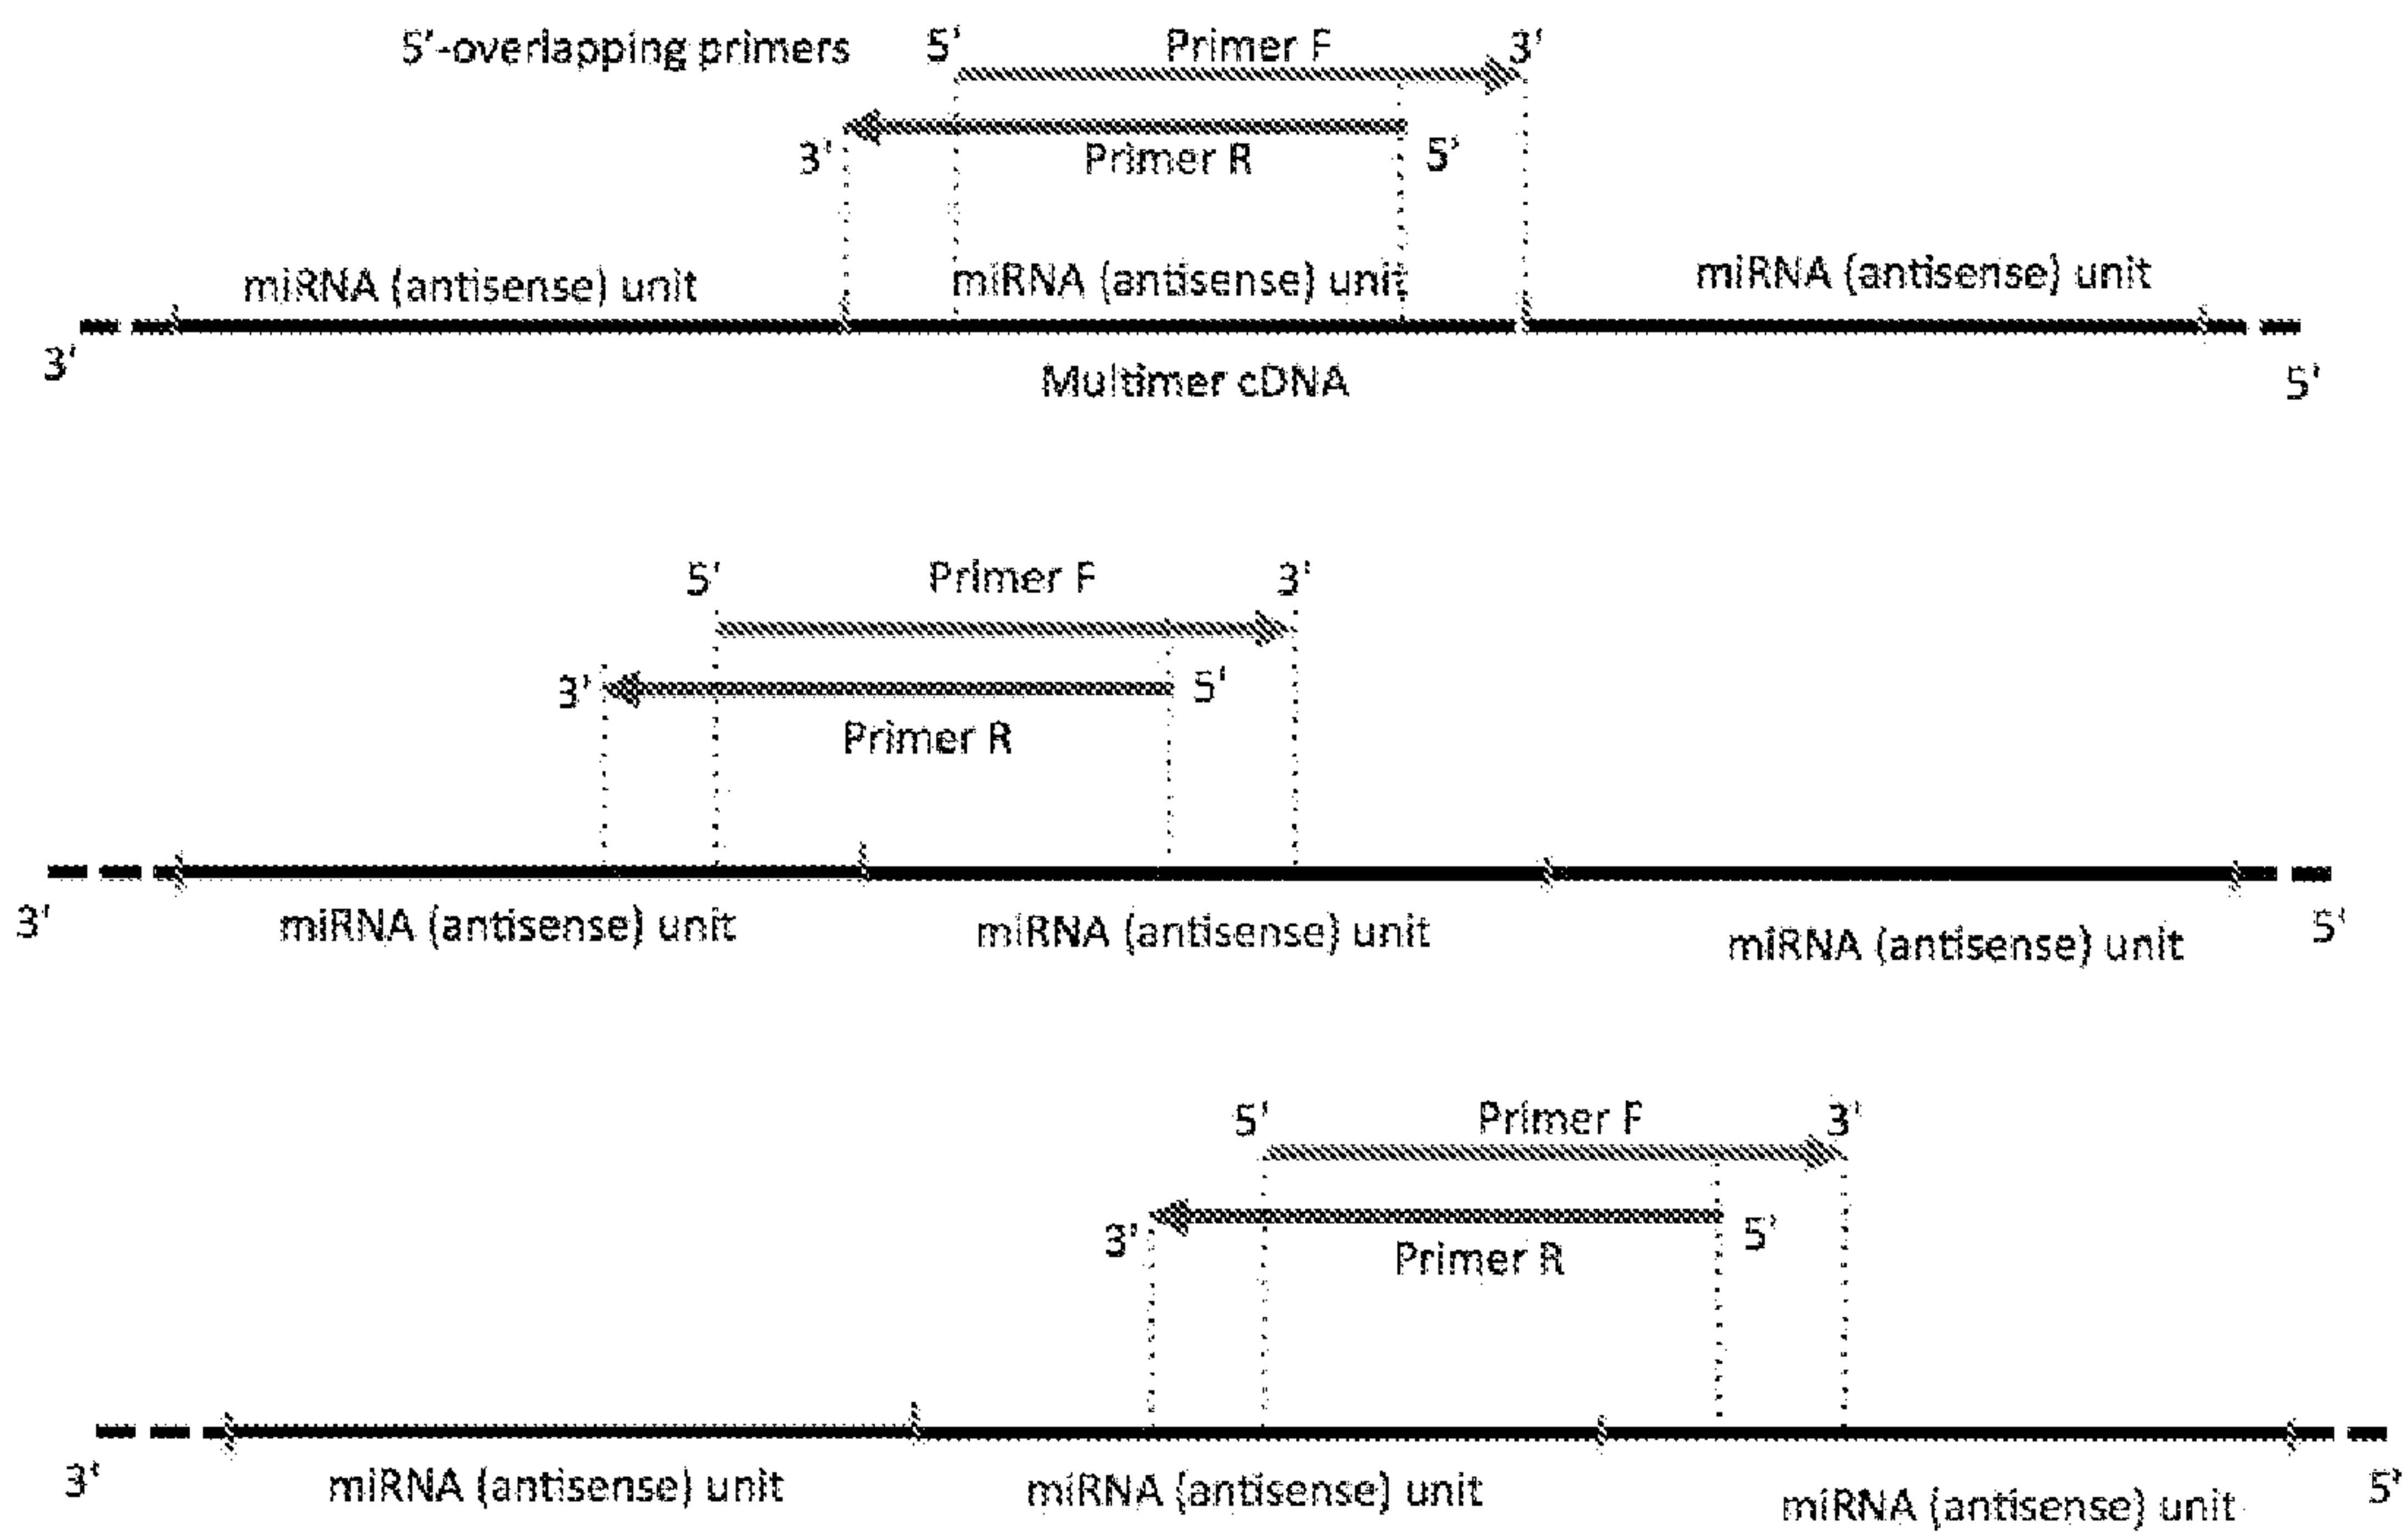 5'-overlapping primers 5' Primer F 3'
3' Primer R 5'
miRNA (antisense) unit miRNA (antisense) unit miRNA (antisense) unit
3' Multimer cDNA 5'
5' Primer F 3'
3' 5'
Primer R
3' miRNA (antisense) unit miRNA (antisense) unit miRNA (antisense) unit 5'
5' Primer F 3'
3' Primer R 5'
3' miRNA (antisense) unit miRNA (antisense) unit miRNA (antisense) unit 5'